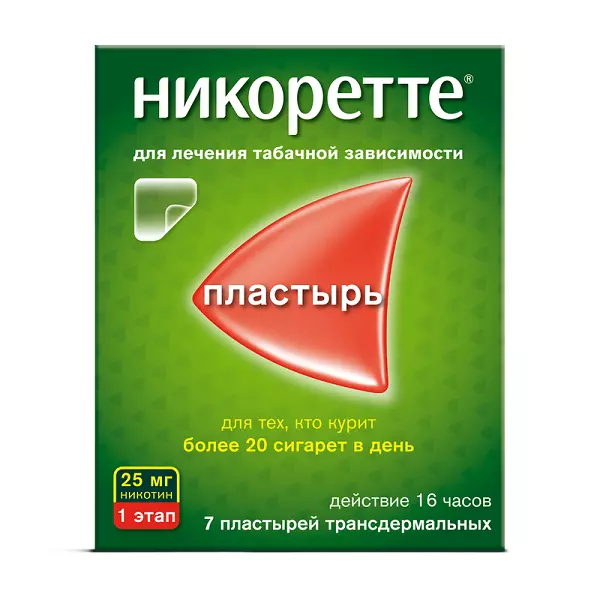 никоретте®
для лечения табачной зависимости
пластырь
для тех, кто курит
более 20 сигарет в день
25 мг
никотин
1 этап
действие 16 часов
7 пластырей трансдермальных